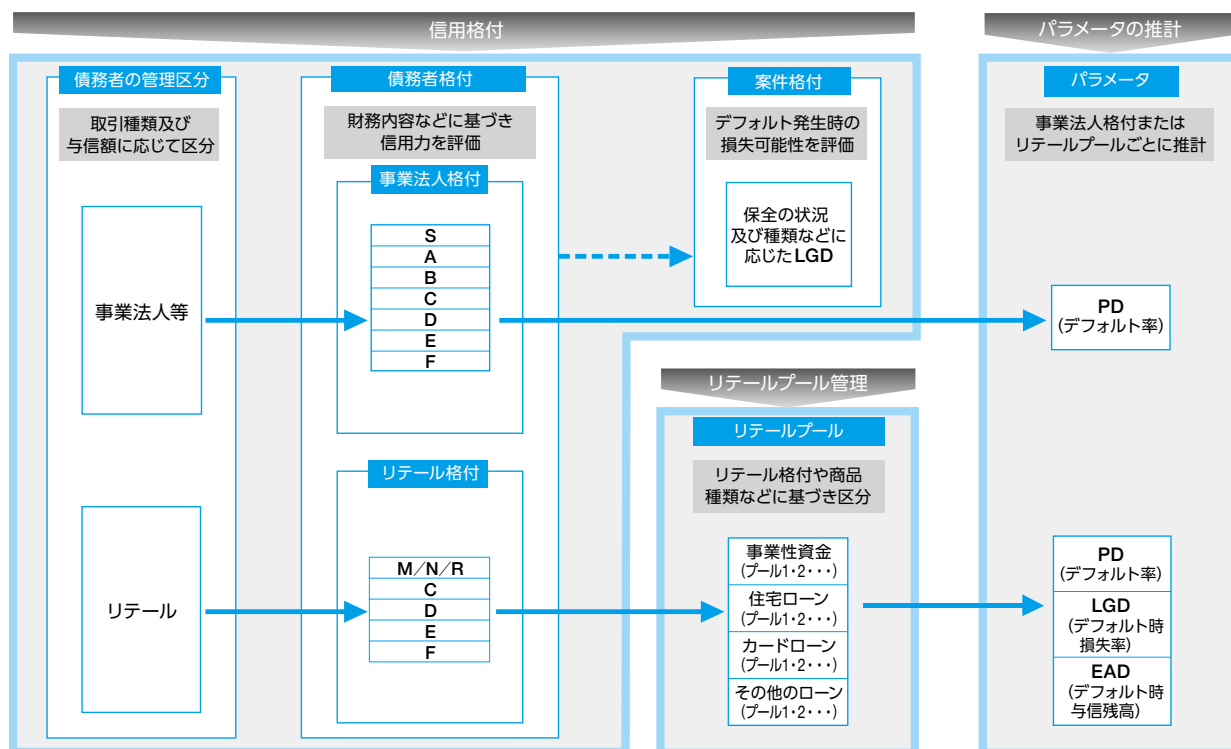 信用格付
パラメータの推計
債務者の管理区分
取引種類及び
与信額に応じて区分
事業法人等
リテール
債務者格付
財務内容などに基づき
信用力を評価
事業法人格付
S
A
B
C
D
E
F
リテール格付
M/N/R
C
D
E
F
案件格付
デフォルト発生時の
損失可能性を評価
保全の状況
及び種類などに
応じたLGD
リテールプール管理
リテールプール
リテール格付や商品
種類などに基づき区分
事業性資金
(プール1・2・・・)
住宅ローン
(プール1・2・・・)
カードローン
(プール1・2・・・)
その他のローン
(プール1・2・・・)
パラメータ
事業法人格付または
リテールプールごとに推計
PD
(デフォルト率)
PD
(デフォルト率)
LGD
(デフォルト時
損失率)
EAD
(デフォルト時
与信残高)